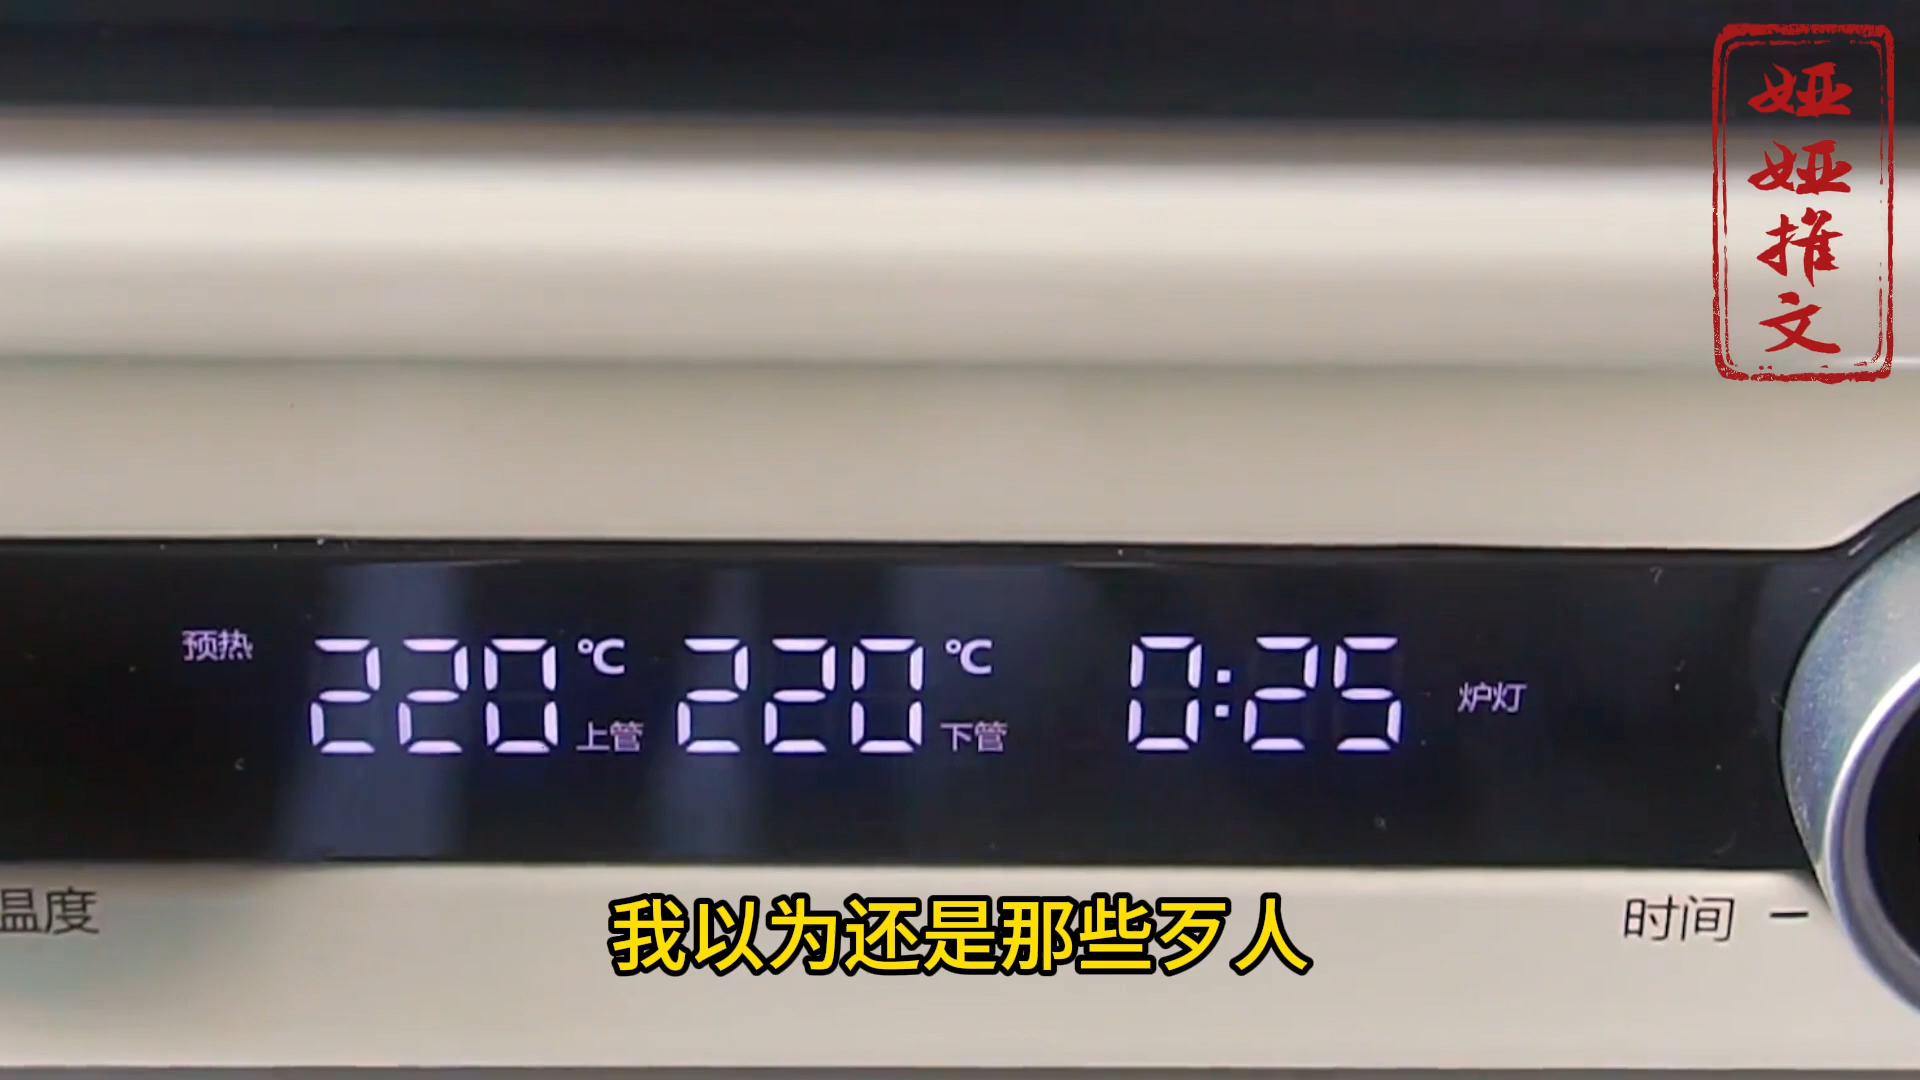 娅娅推文
预热 220℃ 上管 220℃ 下管 0:25 炉灯
温度 时间 －
我以为还是那些歹人